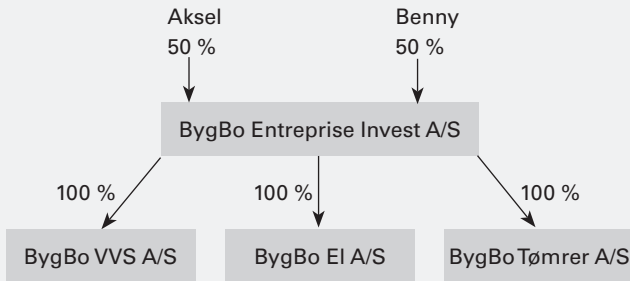 Aksel
50 %
Benny
50 %
BygBo Entreprise Invest A/S
100 %
100 %
100 %
BygBo VVS A/S
BygBo El A/S
BygBo Tømrer A/S